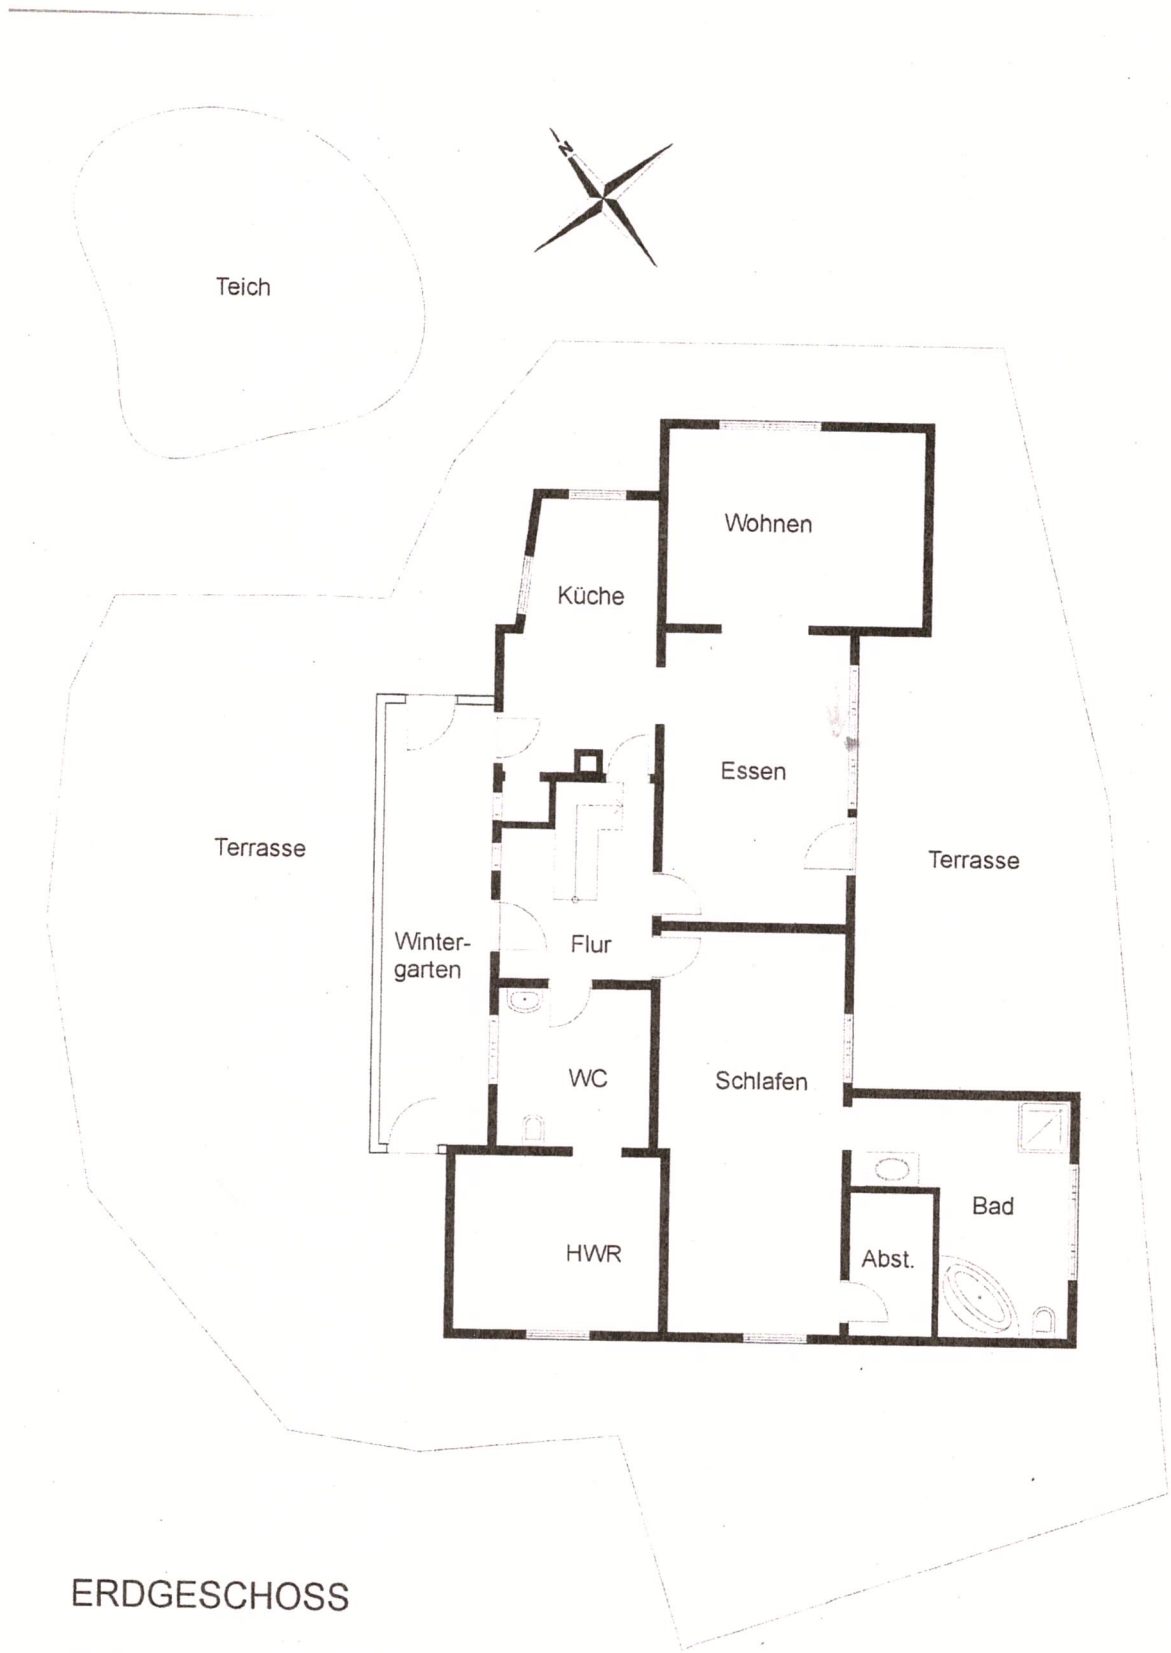 N
Teich
Wohnen
Küche
Essen
Terrasse
Terrasse
Winter-
garten
Flur
WC
Schlafen
Bad
HWR
Abst.
ERDGESCHOSS